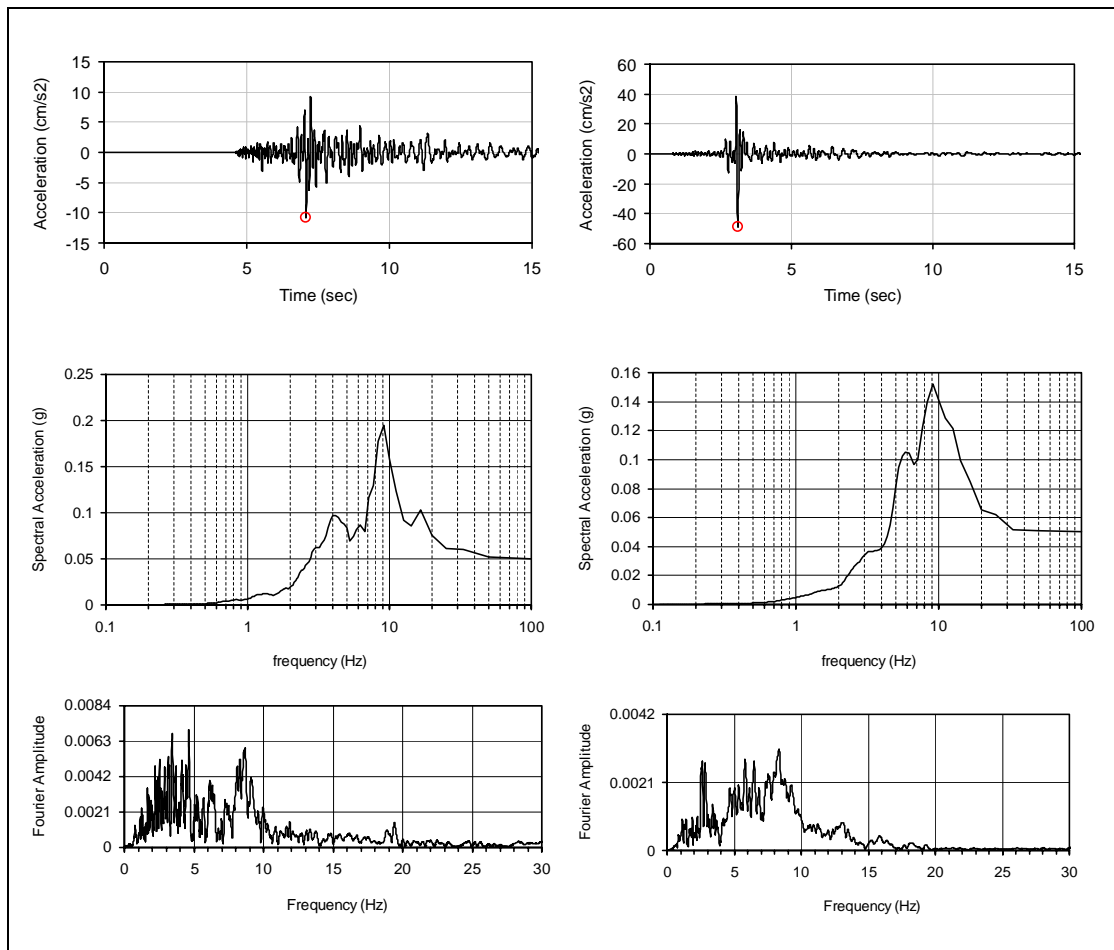 15
10
5
0
-5
-10
-15
Acceleration (cm/s2)
0 5 10 15
Time (sec)
60
40
20
0
-20
-40
-60
Acceleration (cm/s2)
0 5 10 15
Time (sec)
0.25
0.2
0.15
0.1
0.05
0
Spectral Acceleration (g)
0.1 1 10 100
frequency (Hz)
0.16
0.14
0.12
0.1
0.08
0.06
0.04
0.02
0
Spectral Acceleration (g)
0.1 1 10 100
frequency (Hz)
0.0084
0.0063
0.0042
0.0021
0
Fourier Amplitude
0 5 10 15 20 25 30
Frequency (Hz)
0.0042
0.0021
0
Fourier Amplitude
0 5 10 15 20 25 30
Frequency (Hz)